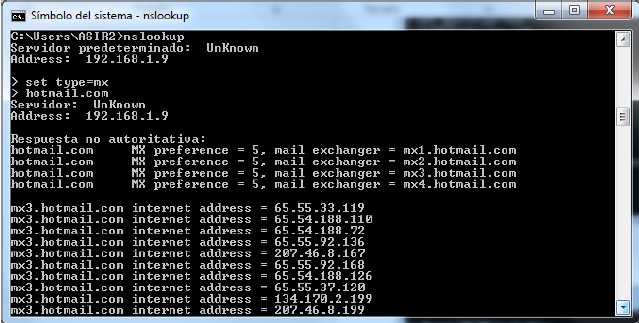 Símbolo del sistema - nslookup
C:\Users\ASIR2>nslookup
Servidor predeterminado:  UnKnown
Address:  192.168.1.9
> set type=mx
> hotmail.com
Servidor:  UnKnown
Address:  192.168.1.9
Respuesta no autoritativa:
hotmail.com     MX preference = 5, mail exchanger = mx1.hotmail.com
hotmail.com     MX preference = 5, mail exchanger = mx2.hotmail.com
hotmail.com     MX preference = 5, mail exchanger = mx3.hotmail.com
hotmail.com     MX preference = 5, mail exchanger = mx4.hotmail.com
mx3.hotmail.com internet address = 65.55.33.119
mx3.hotmail.com internet address = 65.54.188.110
mx3.hotmail.com internet address = 65.54.188.72
mx3.hotmail.com internet address = 65.55.92.136
mx3.hotmail.com internet address = 207.46.8.167
mx3.hotmail.com internet address = 65.55.92.168
mx3.hotmail.com internet address = 65.54.188.126
mx3.hotmail.com internet address = 65.55.37.120
mx3.hotmail.com internet address = 134.170.2.199
mx3.hotmail.com internet address = 207.46.8.199